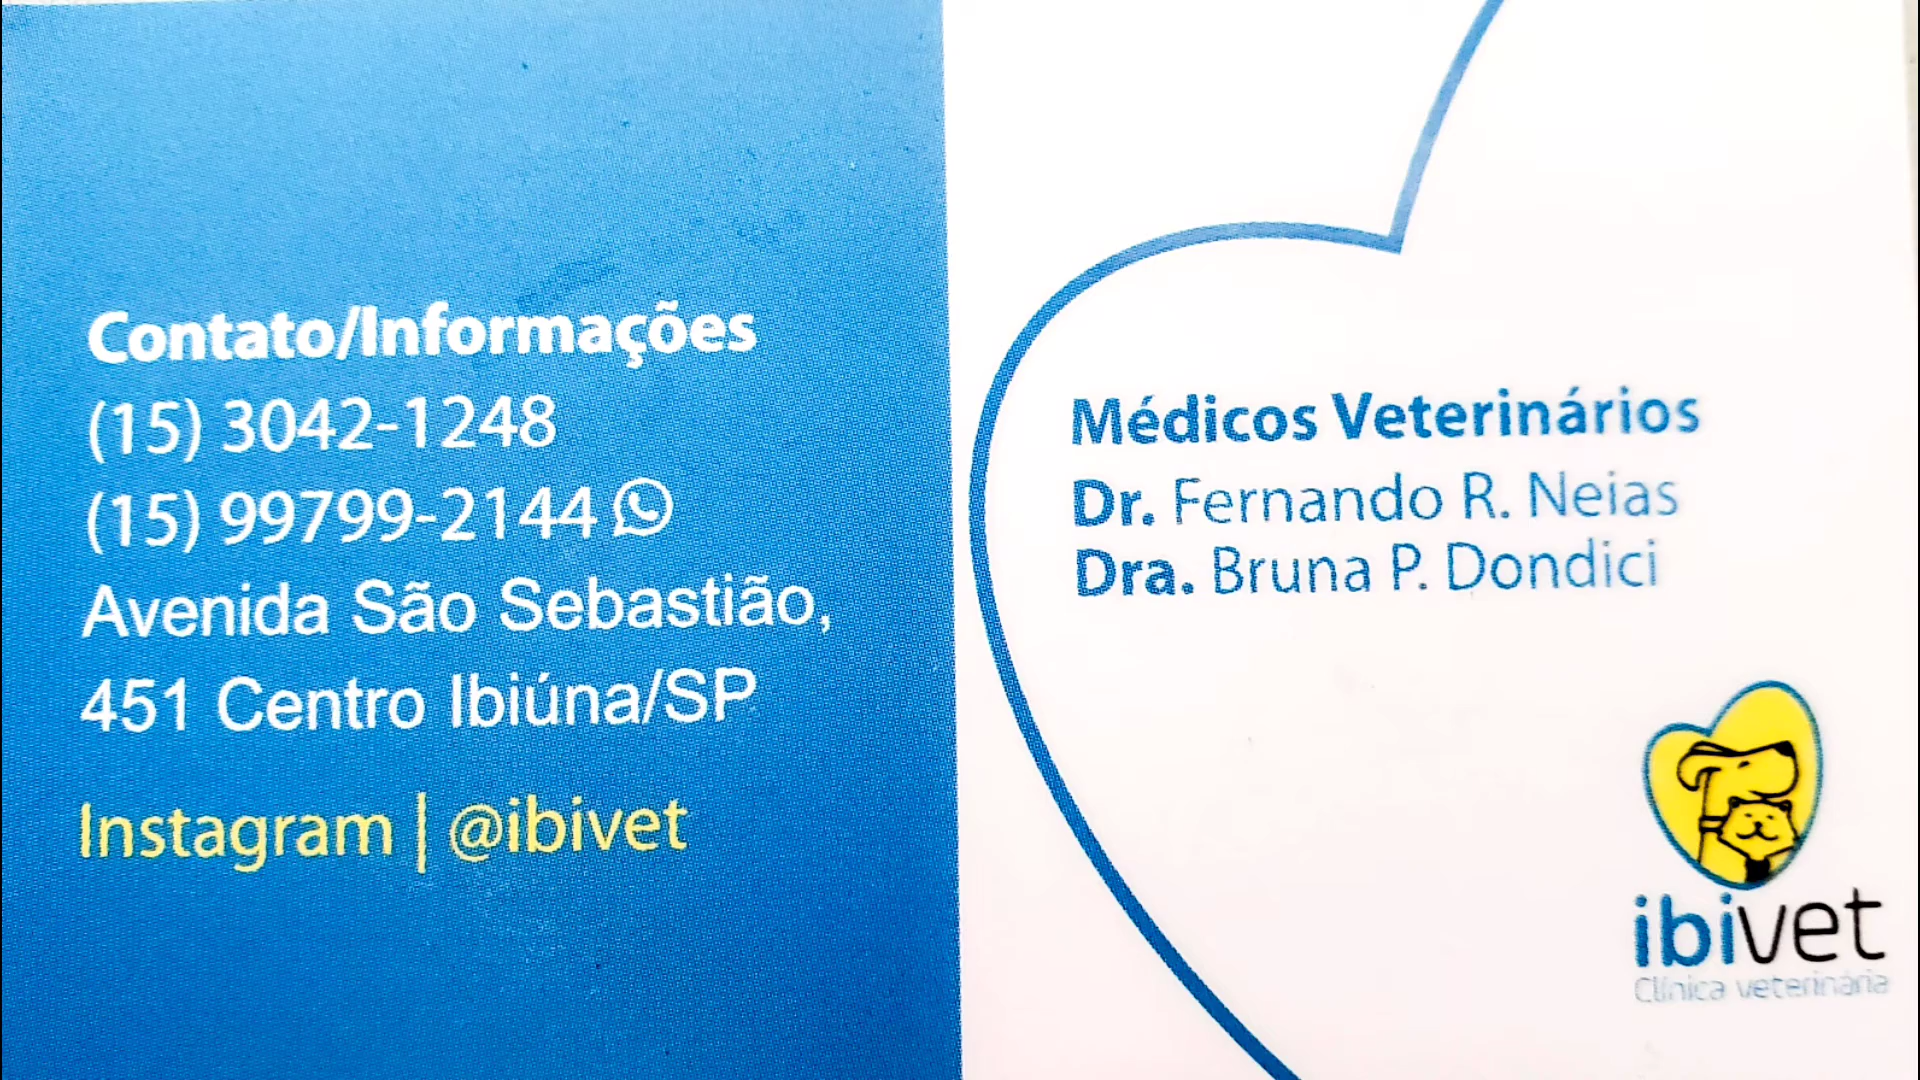 Contato/Informações
(15) 3042-1248
(15) 99799-2144
Avenida São Sebastião,
451 Centro Ibiúna/SP
Instagram | @ibivet
Médicos Veterinários
Dr. Fernando R. Neias
Dra. Bruna P. Dondici
ibivet
Clínica veterinária